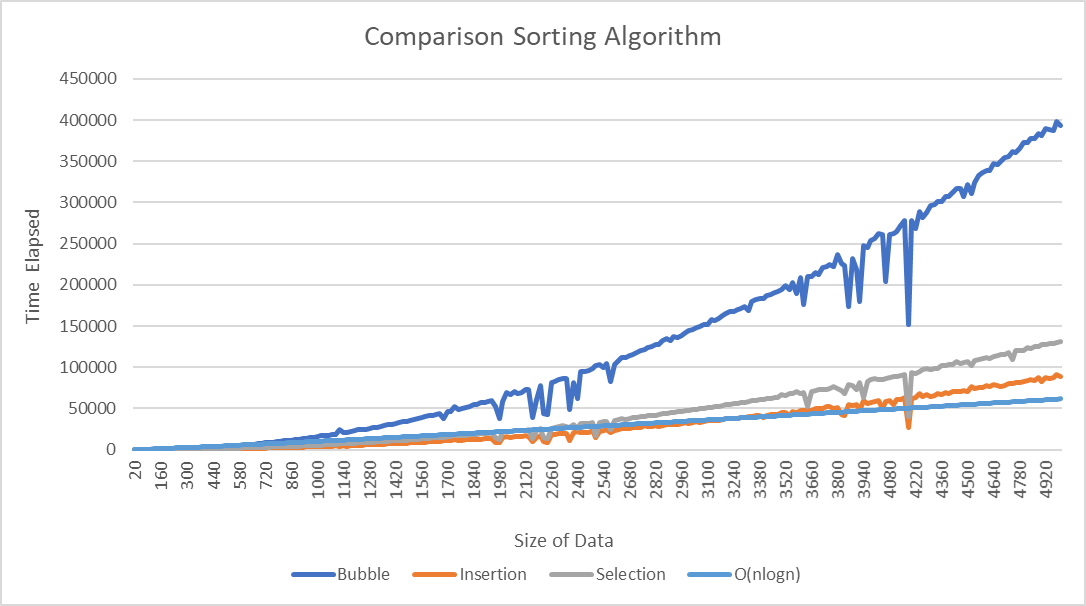 Comparison Sorting Algorithm
450000
400000
350000
300000
250000
200000
150000
100000
50000
0
Time Elapsed
20 160 300 440 580 720 860 1000 1140 1280 1420 1560 1700 1840 1980 2120 2260 2400 2540 2680 2820 2960 3100 3240 3380 3520 3660 3800 3940 4080 4220 4360 4500 4640 4780 4920
Size of Data
Bubble Insertion Selection O(nlogn)